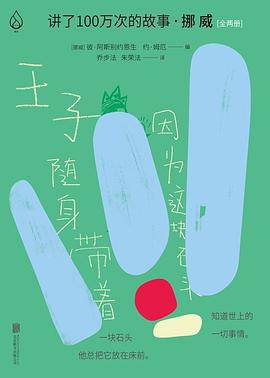 讲了100万次的故事·挪威 [全两册]
[挪威] 彼·阿斯别约恩生 约·姆厄——编
乔步法 朱荣法——译
王子
随身
带着
因为这块石头
知道世上的
一切事情。
一块石头
他总把它放在床前。